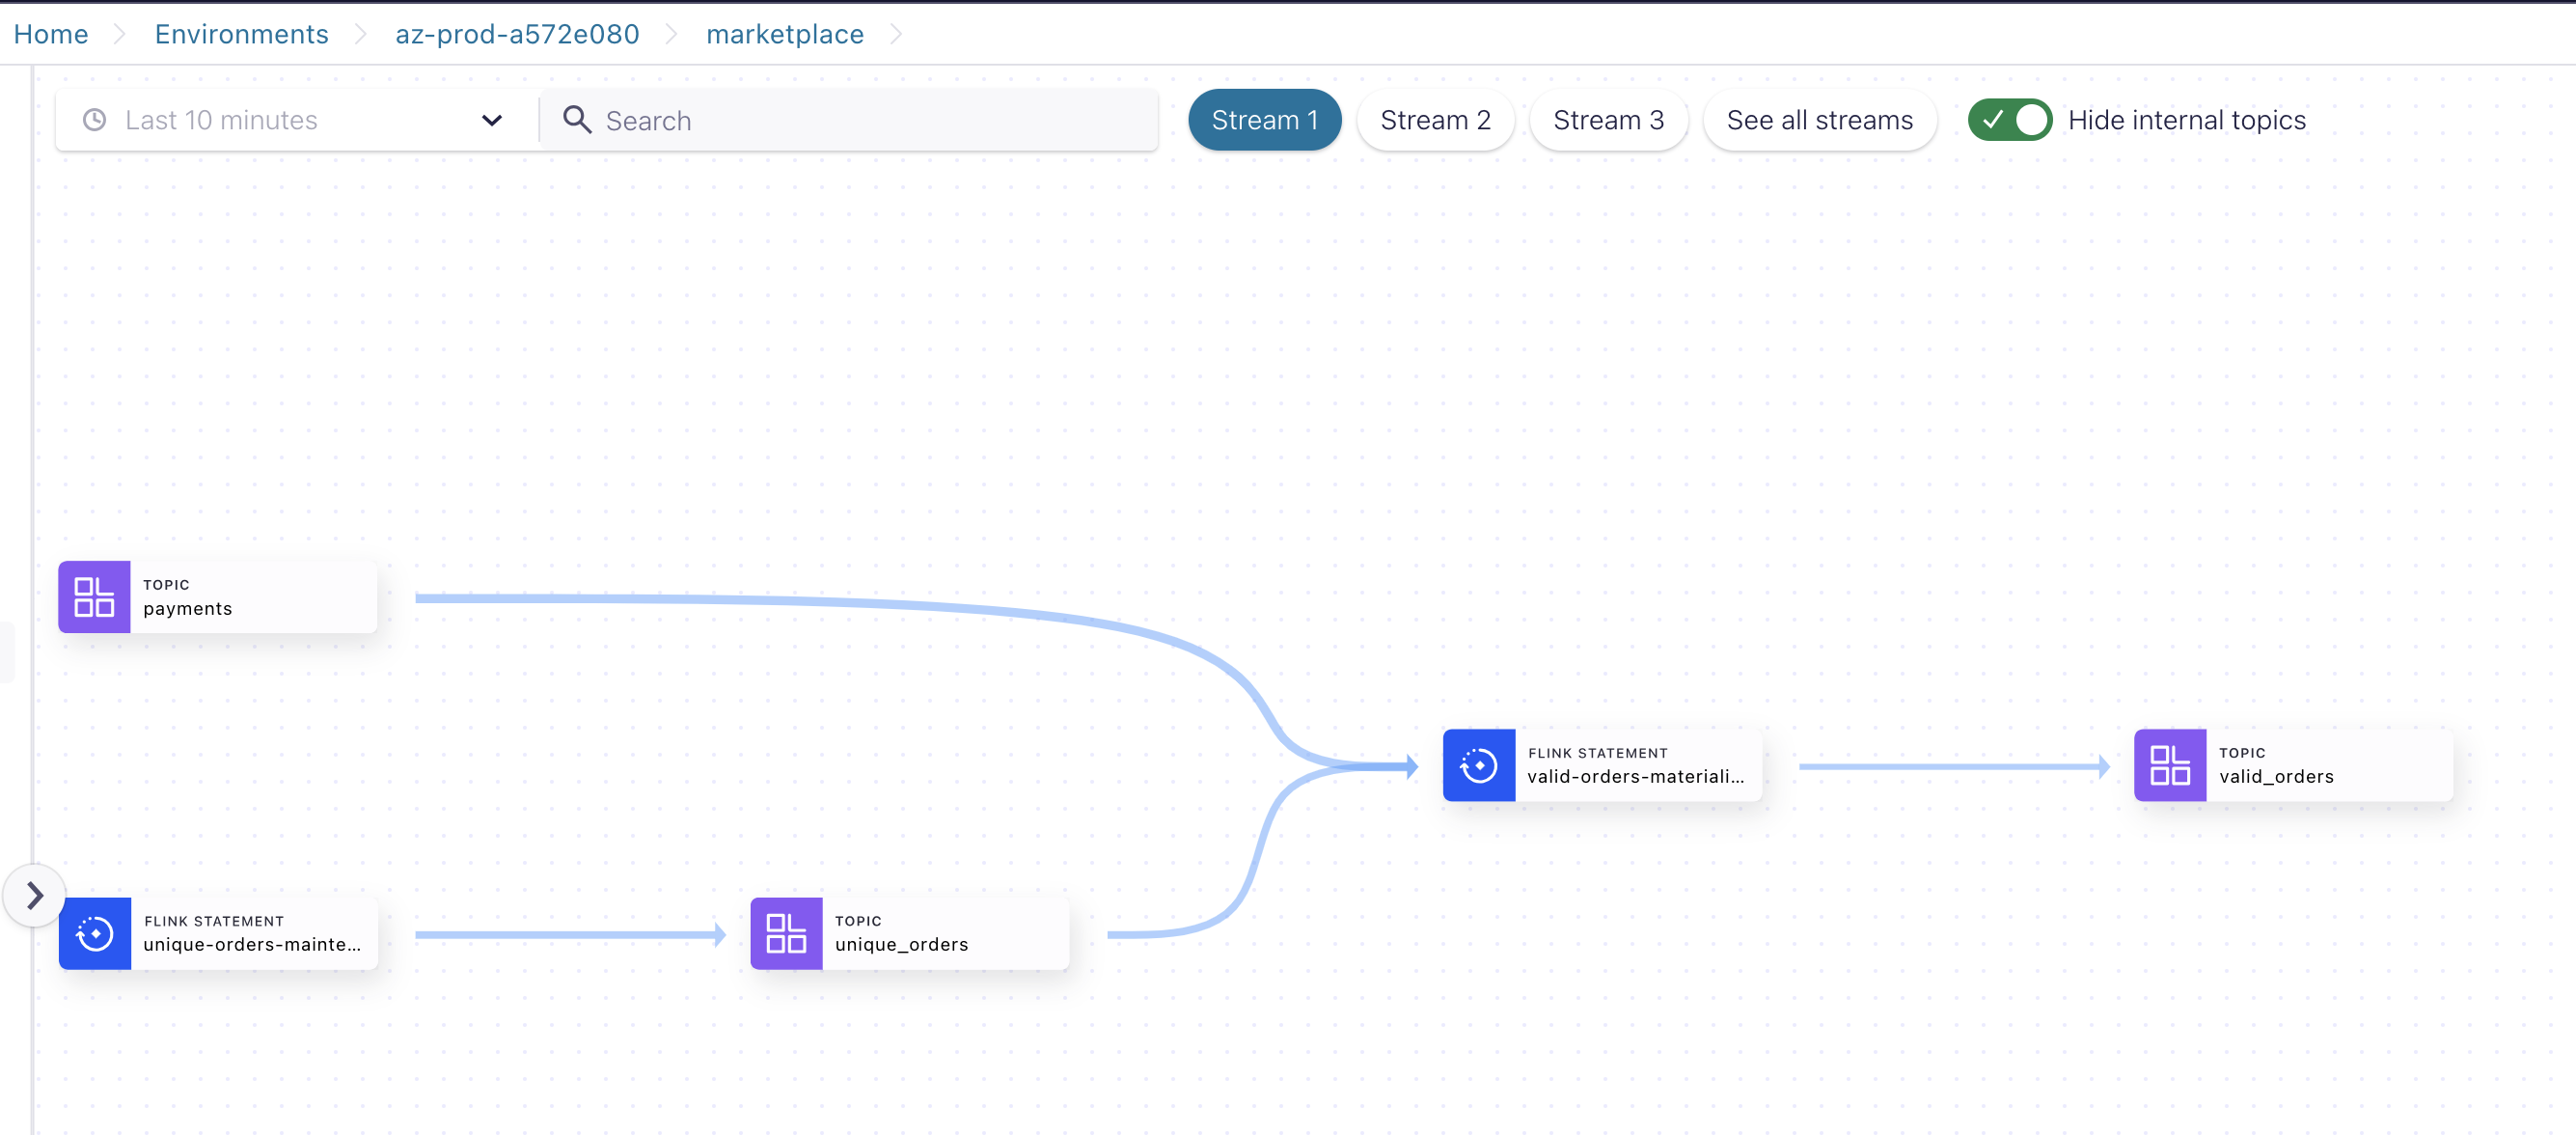 Home
Environments
az-prod-a572e080
marketplace
Last 10 minutes
Search
Stream 1
Stream 2
Stream 3
See all streams
Hide internal topics
TOPIC
payments
FLINK STATEMENT
valid-orders-materiali...
TOPIC
valid_orders
FLINK STATEMENT
unique-orders-mainte...
TOPIC
unique_orders